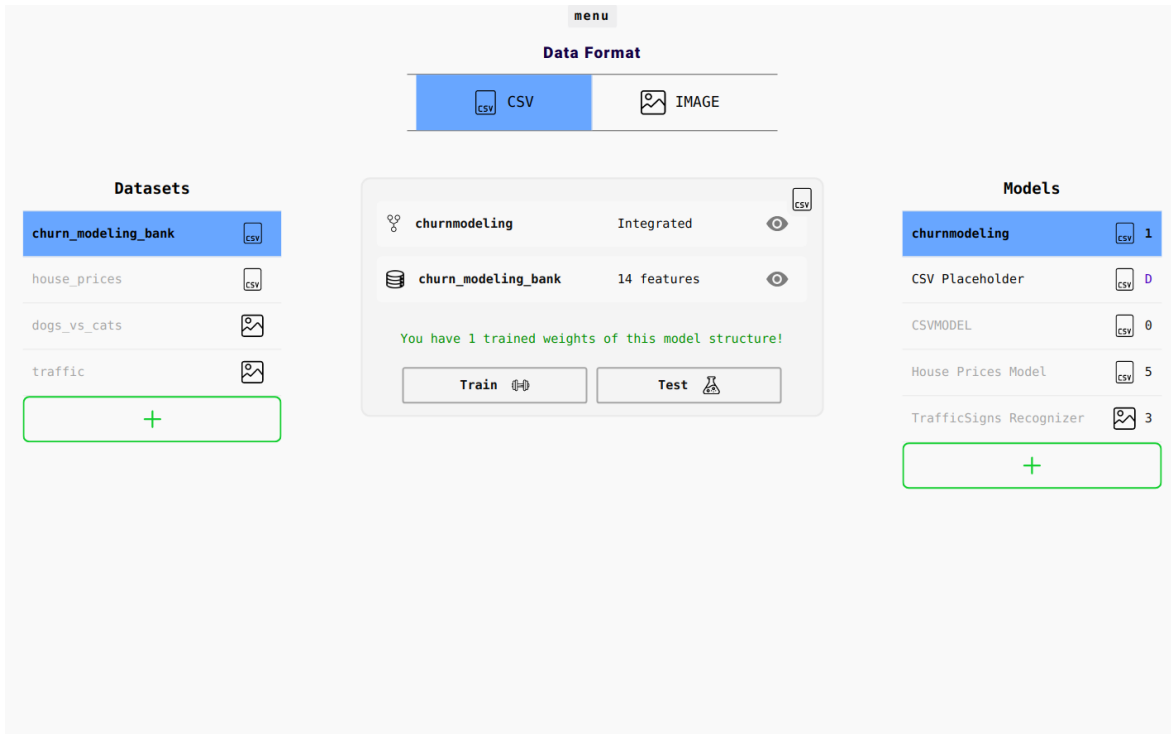 menu
Data Format
CSV CSV
IMAGE
Datasets
churn_modeling_bank CSV
house_prices CSV
dogs_vs_cats
traffic
+
CSV
churnmodeling Integrated
churn_modeling_bank 14 features
You have 1 trained weights of this model structure!
Train
Test
Models
churnmodeling CSV 1
CSV Placeholder CSV D
CSVMODEL CSV 0
House Prices Model CSV 5
TrafficSigns Recognizer 3
+